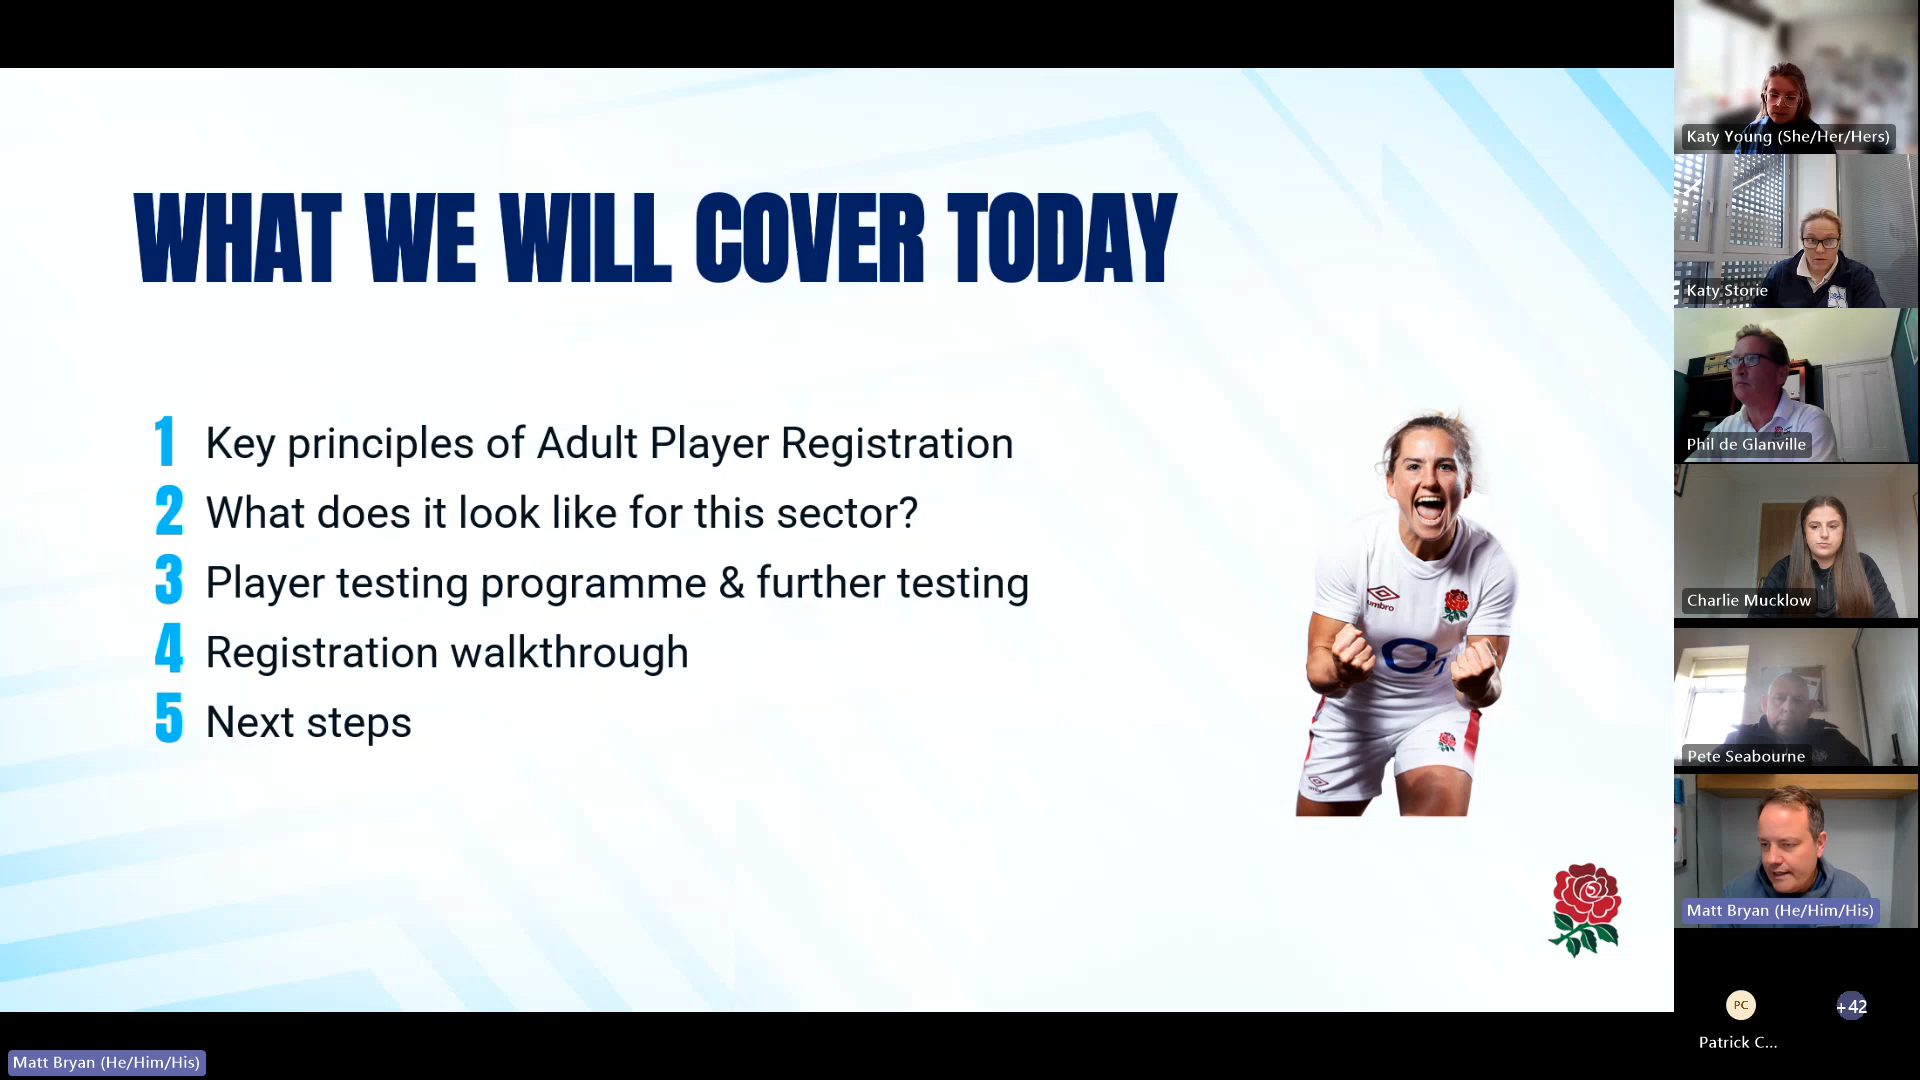 WHAT WE WILL COVER TODAY
1 Key principles of Adult Player Registration
2 What does it look like for this sector?
3 Player testing programme & further testing
4 Registration walkthrough
5 Next steps
umbro
O2
Katy Young (She/Her/Hers)
Katy Storie
Phil de Glanville
Charlie Mucklow
Pete Seabourne
Matt Bryan (He/Him/His)
PC
+42
Patrick C...
Matt Bryan (He/Him/His)